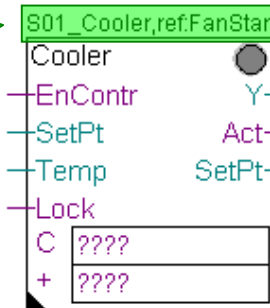 S01_Cooler,ref:FanStar
Cooler
EnContr Y
SetPt Act
Temp SetPt
Lock
C ????
+ ????